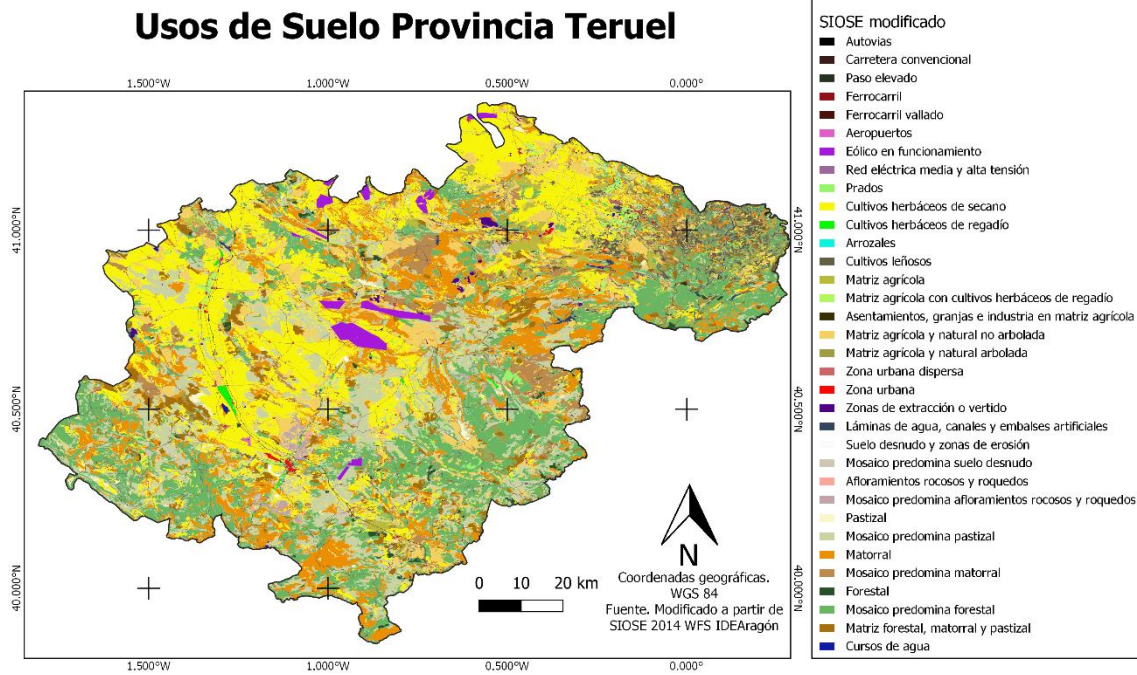 Usos de Suelo Provincia Teruel
1.500°W
1.000°W
0.500°W
0.000°
41.000°N
41.000°N
40.500°N
40.500°N
40.000°N
40.000°N
N
0 10 20 km
Coordenadas geográficas.
WGS 84
Fuente. Modificado a partir de
SIOSE 2014 WFS IDEAragón
1.500°W
1.000°W
0.500°W
0.000°
SIOSE modificado
Autovias
Carretera convencional
Paso elevado
Ferrocarril
Ferrocarril vallado
Aeropuertos
Eólico en funcionamiento
Red eléctrica media y alta tensión
Prados
Cultivos herbáceos de secano
Cultivos herbáceos de regadío
Arrozales
Cultivos leñosos
Matriz agrícola
Matriz agrícola con cultivos herbáceos de regadío
Asentamientos, granjas e industria en matriz agrícola
Matriz agrícola y natural no arbolada
Matriz agrícola y natural arbolada
Zona urbana dispersa
Zona urbana
Zonas de extracción o vertido
Láminas de agua, canales y embalses artificiales
Suelo desnudo y zonas de erosión
Mosaico predomina suelo desnudo
Afloramientos rocosos y roquedos
Mosaico predomina afloramientos rocosos y roquedos
Pastizal
Mosaico predomina pastizal
Matorral
Mosaico predomina matorral
Forestal
Mosaico predomina forestal
Matriz forestal, matorral y pastizal
Cursos de agua